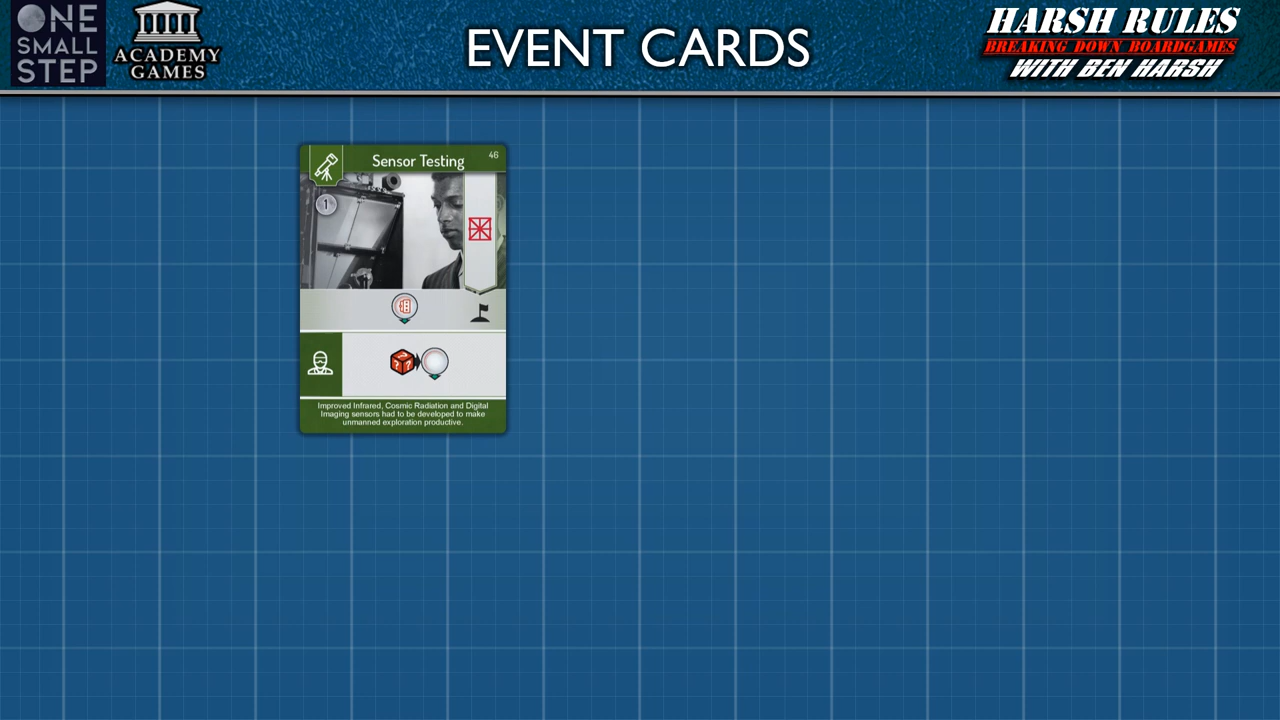 ONE
SMALL
STEP
ACADEMY
GAMES
EVENT CARDS
HARSH RULES
BREAKING DOWN BOARDGAMES
WITH BEN HARSH
Sensor Testing
46
1
Improved Infrared, Cosmic Radiation and Digital
Imaging sensors had to be developed to make
unmanned exploration productive.